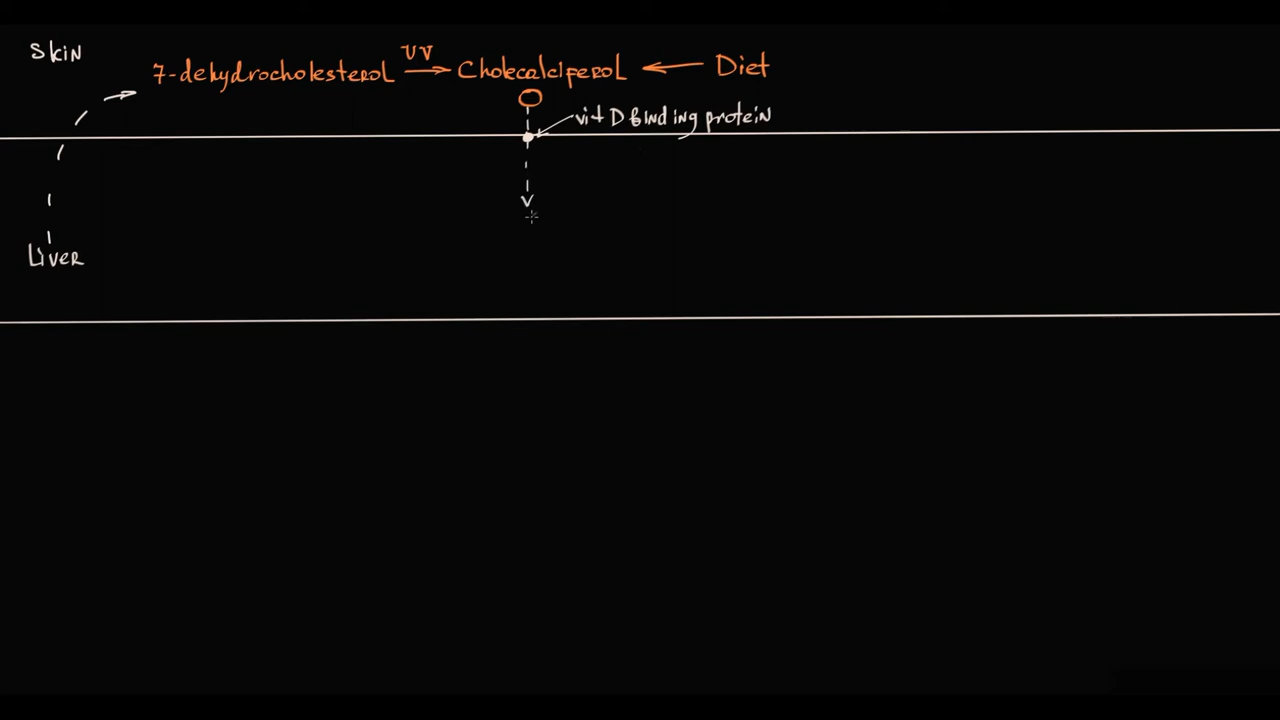 Skin
UV
7-dehydrocholesterol → Cholecalciferol ← Diet
vit D binding protein
Liver